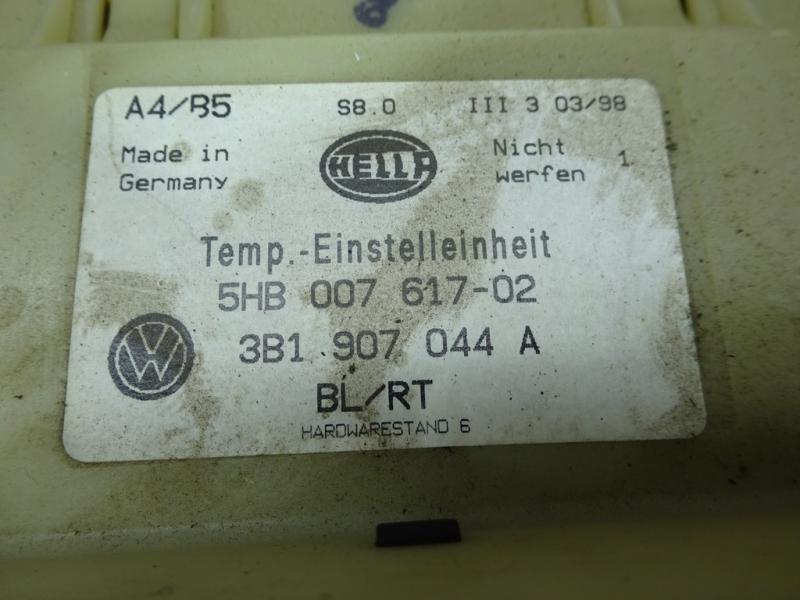 A4/B5 S8.0 III 3 03/98
Made in Germany
HELLA
Nicht werfen 1
Temp.-Einstelleinheit
5HB 007 617-02
VW
3B1 907 044 A
BL/RT
HARDWARESTAND 6